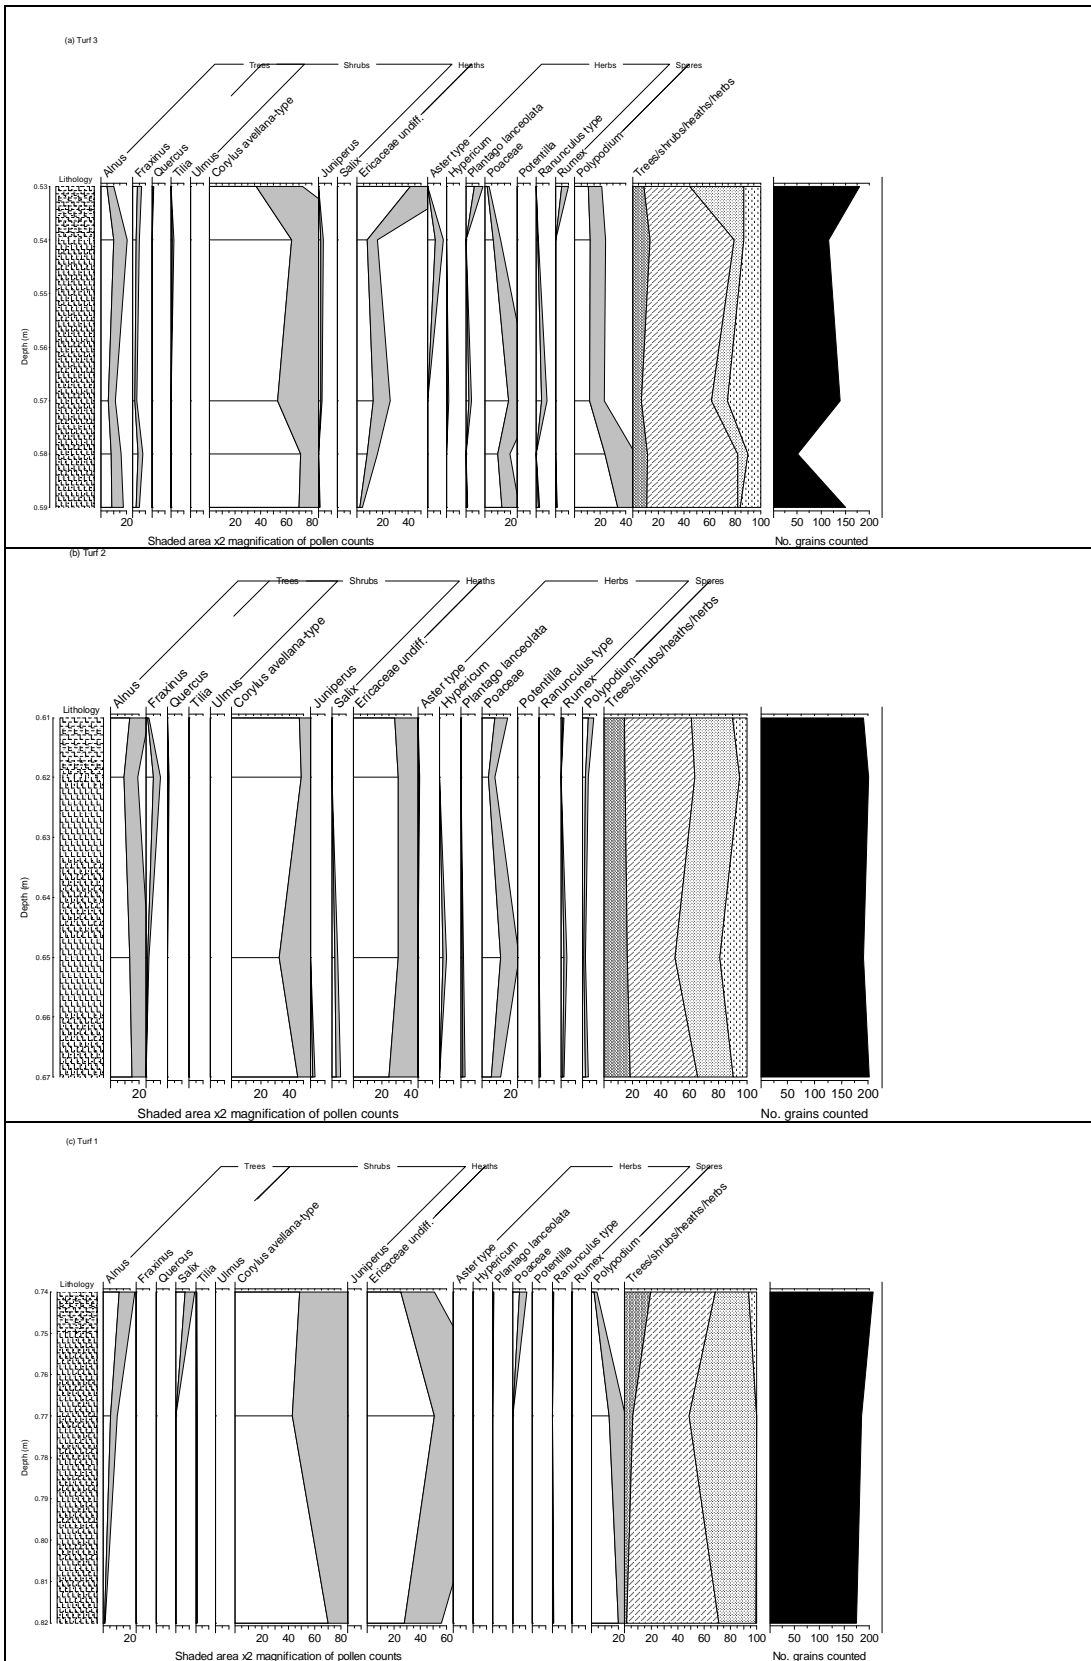 (a) Turf 3
Trees Shrubs Heaths Herbs Spores
Alnus Fraxinus Quercus Tilia Ulmus Corylus avellana-type Juniperus Salix Ericaceae undiff. Aster type Hypericum Plantago lanceolata Poaceae Potentilla Ranunculus type Rumex Polypodium Trees/shrubs/heaths/herbs
Lithology
0.53
0.54
0.55
0.56
0.57
0.58
0.59
Depth (m)
20 20 40 60 80 20 40 20 40 60 80 100 50 100 150 200
Shaded area x2 magnification of pollen counts No. grains counted
(b) Turf 2
Trees Shrubs Heaths Herbs Spores
Alnus Fraxinus Quercus Tilia Ulmus Corylus avellana-type Juniperus Salix Ericaceae undiff. Aster type Hypericum Plantago lanceolata Poaceae Potentilla Ranunculus type Rumex Polypodium Trees/shrubs/heaths/herbs
Lithology
0.61
0.62
0.63
0.64
0.65
0.66
0.67
Depth (m)
20 20 40 20 20 40 60 80 100 50 100 150 200
Shaded area x2 magnification of pollen counts No. grains counted
(c) Turf 1
Trees Shrubs Heaths Herbs Spores
Alnus Fraxinus Quercus Salix Tilia Ulmus Corylus avellana-type Juniperus Ericaceae undiff. Aster type Hypericum Plantago lanceolata Poaceae Potentilla Ranunculus type Rumex Polypodium Trees/shrubs/heaths/herbs
Lithology
0.74
0.75
0.76
0.77
0.78
0.79
0.80
0.81
0.82
Depth (m)
20 20 40 60 80 20 40 60 20 20 40 60 80 100 50 100 150 200
Shaded area x2 magnification of pollen counts No. grains counted